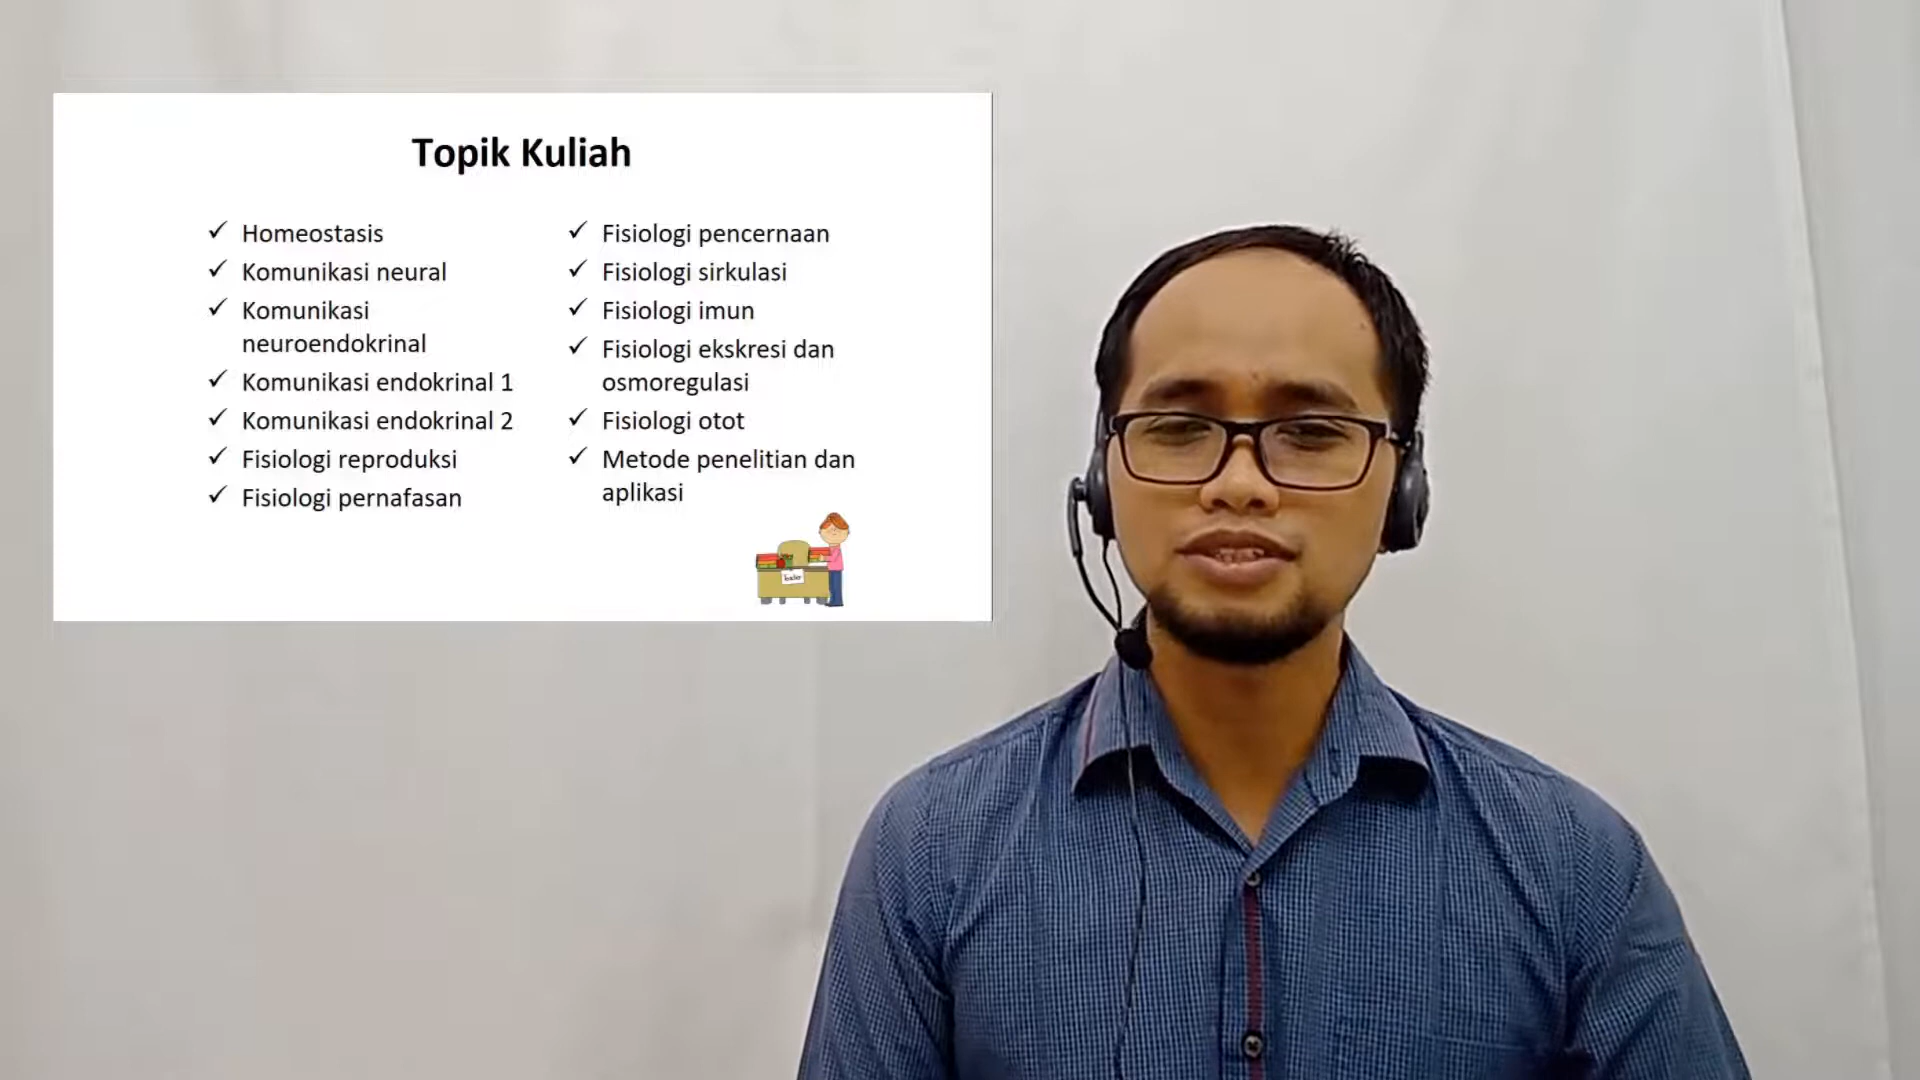 Topik Kuliah
✓ Homeostasis
✓ Komunikasi neural
✓ Komunikasi
neuroendokrinal
✓ Komunikasi endokrinal 1
✓ Komunikasi endokrinal 2
✓ Fisiologi reproduksi
✓ Fisiologi pernafasan
✓ Fisiologi pencernaan
✓ Fisiologi sirkulasi
✓ Fisiologi imun
✓ Fisiologi ekskresi dan
osmoregulasi
✓ Fisiologi otot
✓ Metode penelitian dan
aplikasi
Teacher